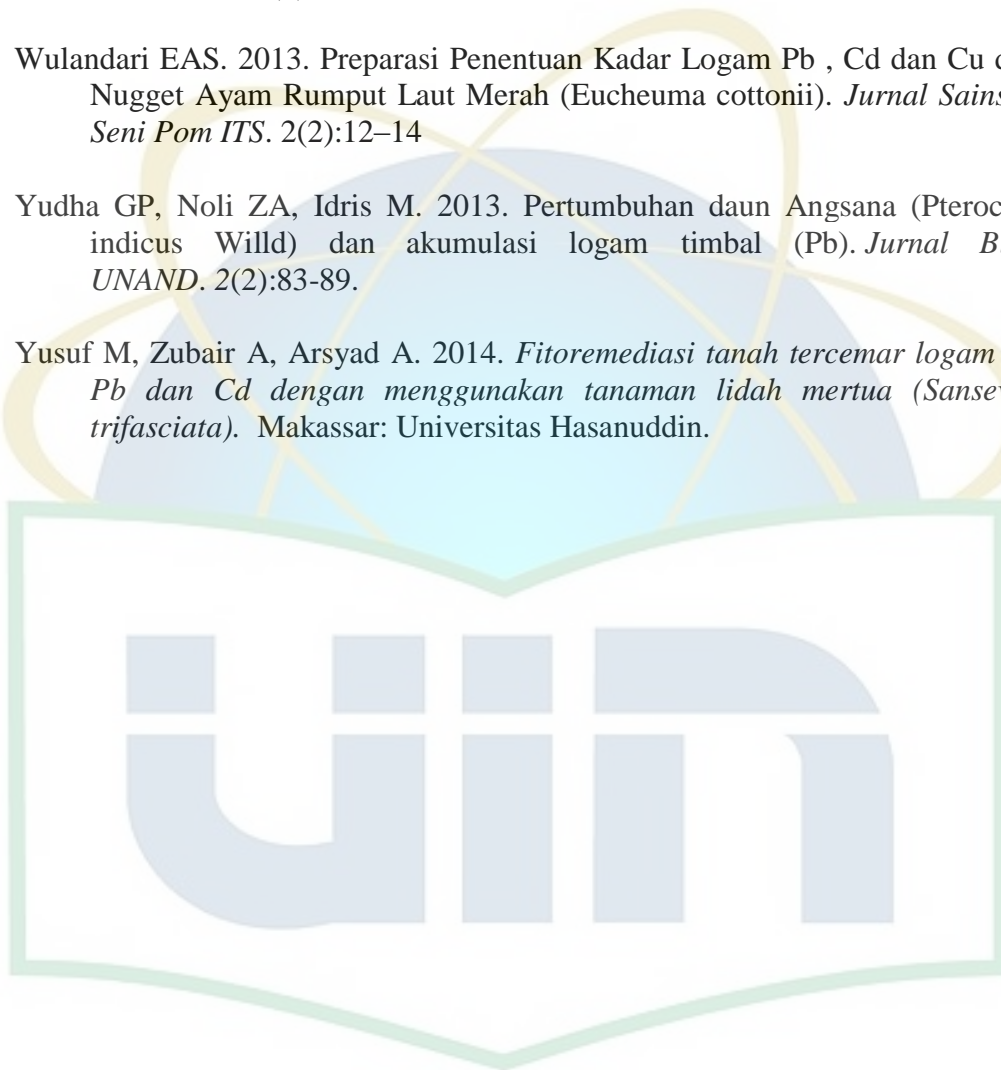 Wulandari EAS. 2013. Preparasi Penentuan Kadar Logam Pb , Cd dan Cu
Nugget Ayam Rumput Laut Merah (Eucheuma cottonii). Jurnal Sains
Seni Pom ITS. 2(2):12–14
Yudha GP, Noli ZA, Idris M. 2013. Pertumbuhan daun Angsana (Pteroc
indicus Willd) dan akumulasi logam timbal (Pb). Jurnal B
UNAND. 2(2):83-89.
Yusuf M, Zubair A, Arsyad A. 2014. Fitoremediasi tanah tercemar logam
Pb dan Cd dengan menggunakan tanaman lidah mertua (Sansev
trifasciata). Makassar: Universitas Hasanuddin.
uin